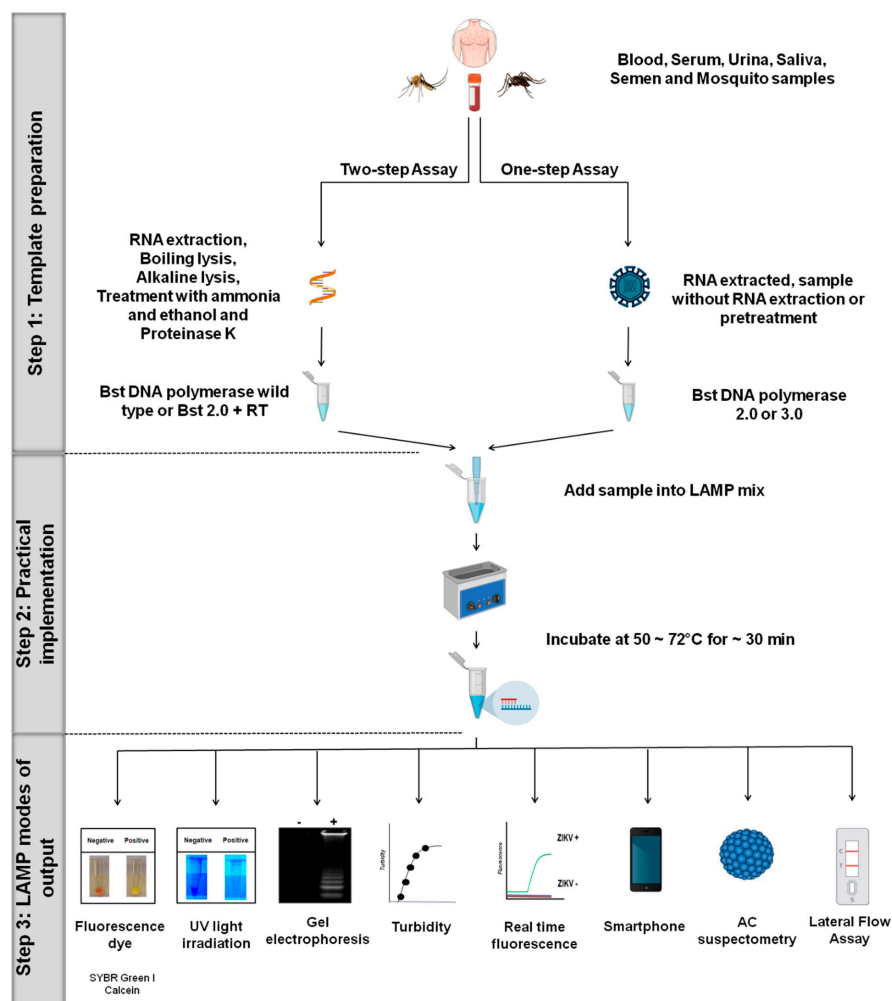 Step 1: Template preparation
Blood, Serum, Urina, Saliva,
Semen and Mosquito samples
Two-step Assay
One-step Assay
RNA extraction,
Boiling lysis,
Alkaline lysis,
Treatment with ammonia
and ethanol and
Proteinase K
RNA extracted, sample
without RNA extraction or
pretreatment
Bst DNA polymerase wild
type or Bst 2.0 + RT
Bst DNA polymerase
2.0 or 3.0
Step 2: Practical
implementation
Add sample into LAMP mix
Incubate at 50 ~ 72°C for ~ 30 min
Step 3: LAMP modes of
output
Negative
Positive
Fluorescence
dye
SYBR Green I
Calcein
Negative
Positive
UV light
irradiation
- +
Gel
electrophoresis
Turbidity
Turbidity
Fluorescence
ZIKV +
ZIKV -
Real time
fluorescence
Smartphone
AC
suspectometry
C
T
S
Lateral Flow
Assay